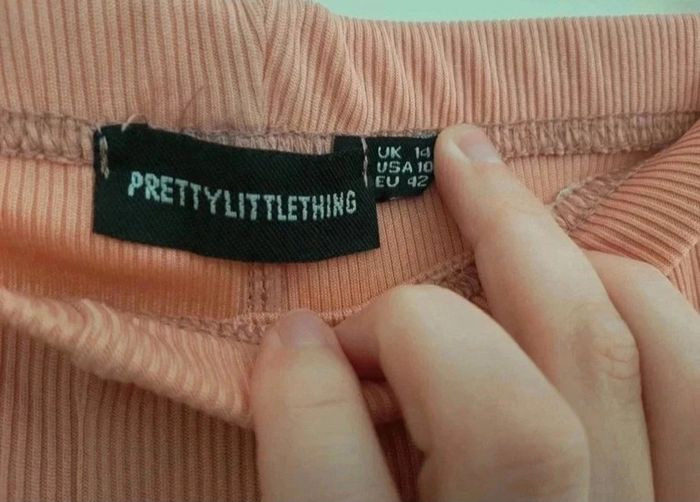 PRETTYLITTLETHING
UK 14
USA 10
EU 42